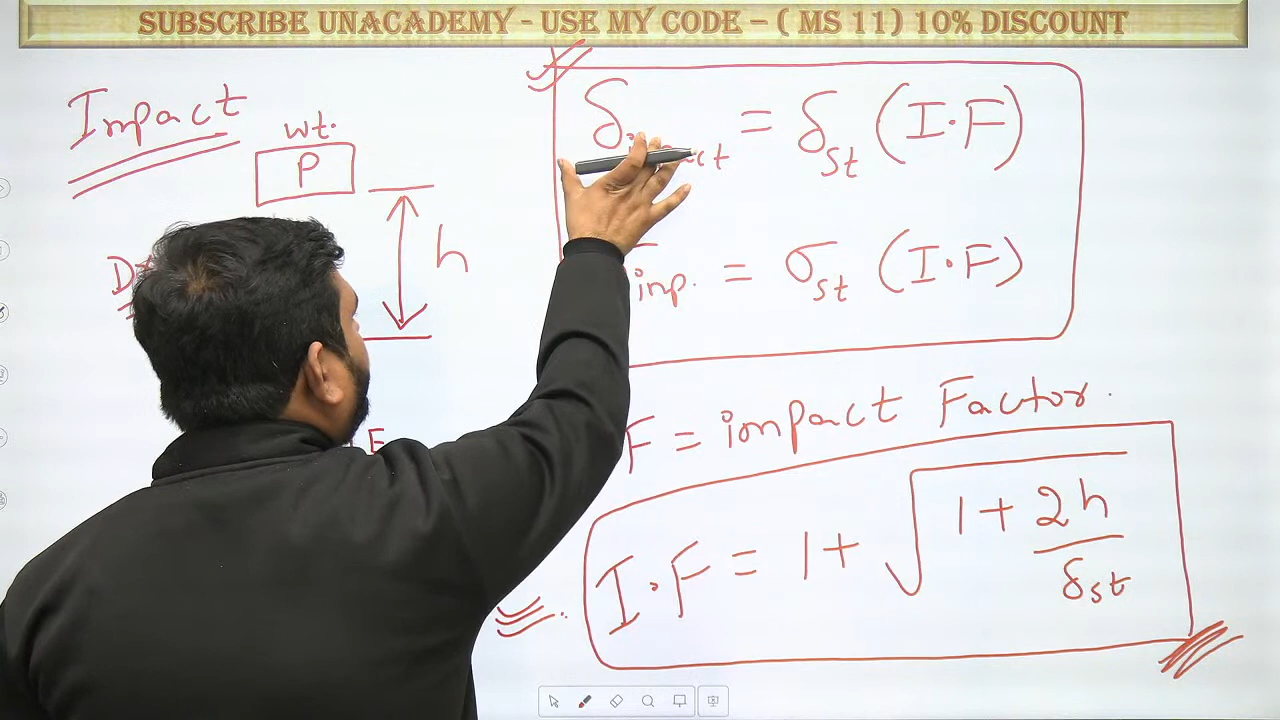 SUBSCRIBE UNACADEMY - USE MY CODE – ( MS 11) 10% DISCOUNT
Impact
wt.
P
h
E
δ = δst (I.F)
inp. = σst (I.F)
F = impact Factor.
I.F = 1 + √ 1 + 2h / δst